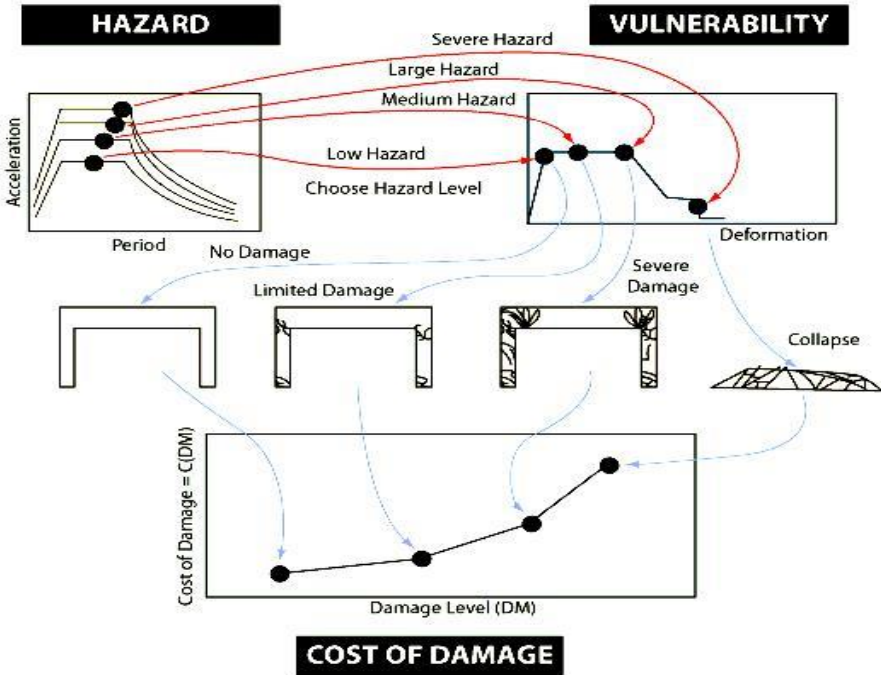 HAZARD
VULNERABILITY
Severe Hazard
Large Hazard
Medium Hazard
Low Hazard
Choose Hazard Level
Acceleration
Period
Deformation
No Damage
Limited Damage
Severe
Damage
Collapse
Cost of Damage = C(DM)
Damage Level (DM)
COST OF DAMAGE